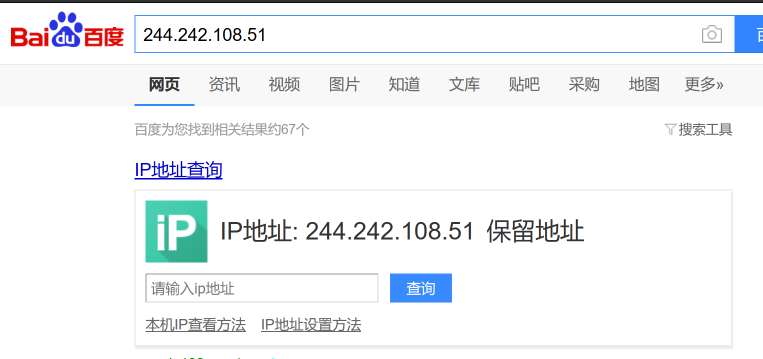 Bai du 百度 244.242.108.51 百
网页 资讯 视频 图片 知道 文库 贴吧 采购 地图 更多»
百度为您找到相关结果约67个 搜索工具
IP地址查询
iP IP地址: 244.242.108.51 保留地址
请输入ip地址 查询
本机IP查看方法 IP地址设置方法